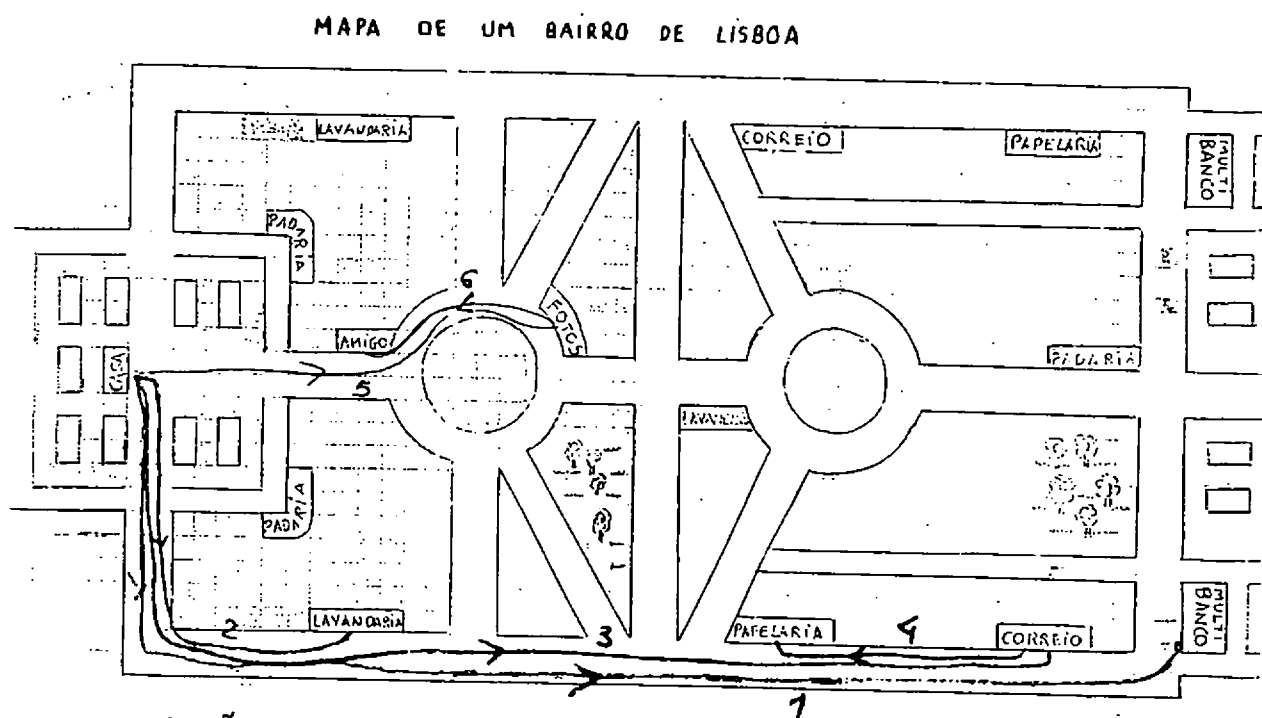 MAPA DE UM BAIRRO DE LISBOA
LAVANDARIA
CORREIO
PAPELARIA
MULTI
BANCO
PADARIA
6
FOTOS
AMIGO
CASA
5
PADARIA
LAVANDARIA
PADARIA
MULTI
BANCO
2
LAVANDARIA
3
PAPELARIA
4
CORREIO
1